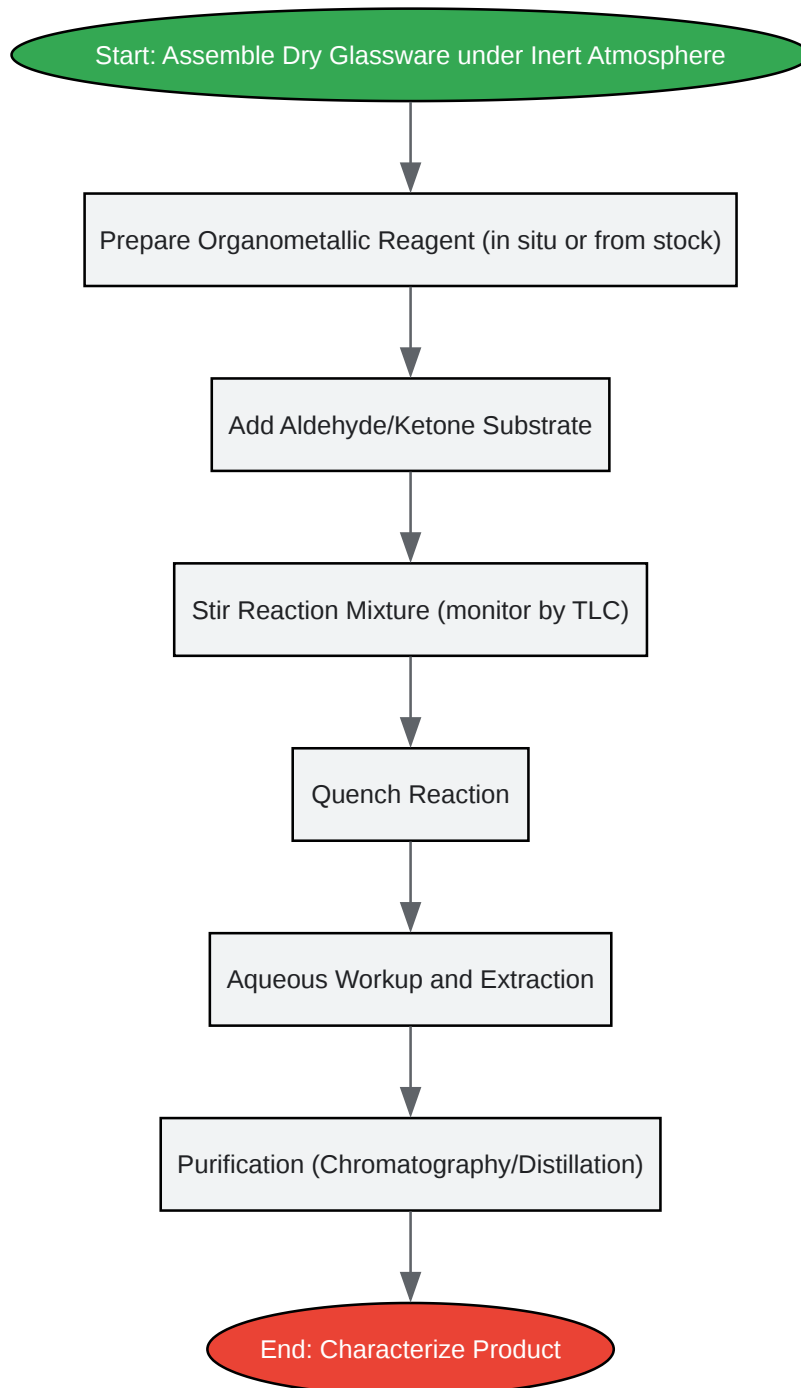 Start: Assemble Dry Glassware under Inert Atmosphere
Prepare Organometallic Reagent (in situ or from stock)
Add Aldehyde/Ketone Substrate
Stir Reaction Mixture (monitor by TLC)
Quench Reaction
Aqueous Workup and Extraction
Purification (Chromatography/Distillation)
End: Characterize Product